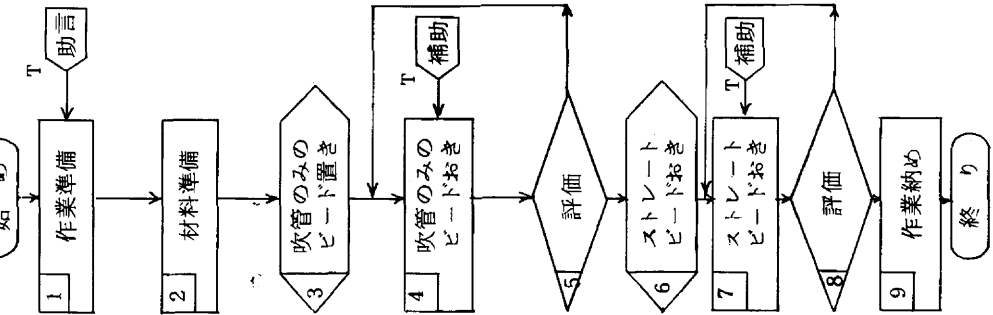 始め
助言
T
1
作業準備
2
材料準備
3
吹管のみの
ビード置き
補助
T
4
吹管のみの
ビードおき
5
評価
6
ストレート
ビードおき
補助
T
7
ストレート
ビードおき
8
評価
9
作業納め
終り